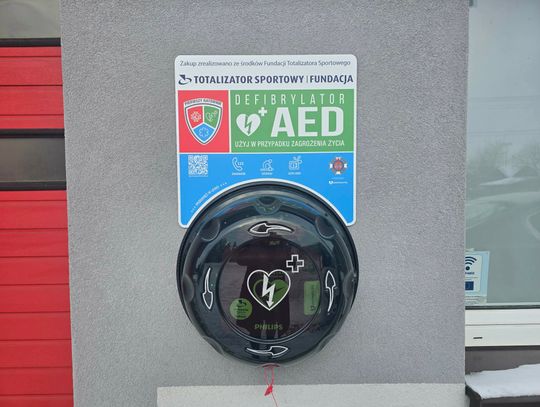 Zakup zrealizowano ze środków Fundacji Totalizatora Sportowego
TOTALIZATOR SPORTOWY | FUNDACJA
DEFIBRYLATOR
AED
UŻYJ W PRZYPADKU ZAGROŻENIA ŻYCIA
PHILIPS